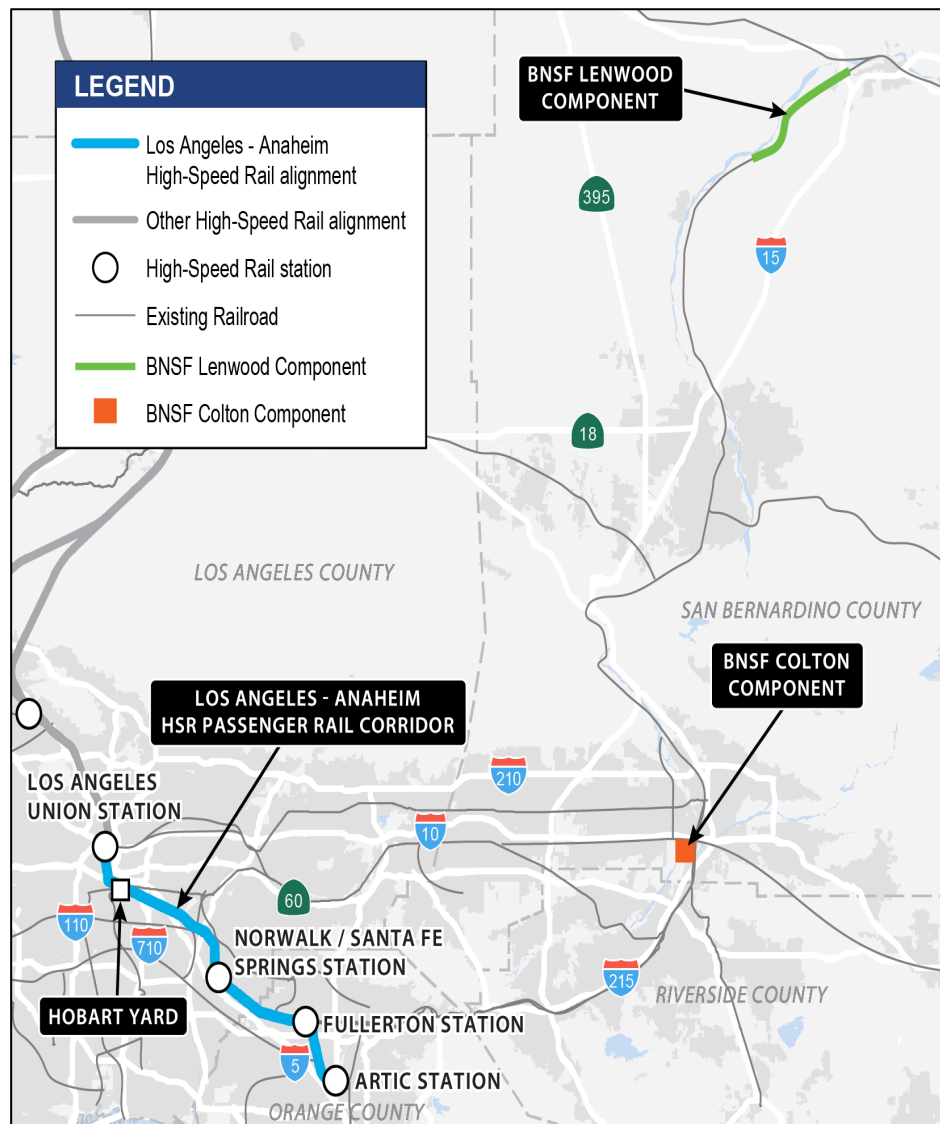 LEGEND
Los Angeles - Anaheim
High-Speed Rail alignment
Other High-Speed Rail alignment
High-Speed Rail station
Existing Railroad
BNSF Lenwood Component
BNSF Colton Component
BNSF LENWOOD
COMPONENT
395
15
18
LOS ANGELES COUNTY
SAN BERNARDINO COUNTY
BNSF COLTON
COMPONENT
LOS ANGELES - ANAHEIM
HSR PASSENGER RAIL CORRIDOR
LOS ANGELES
UNION STATION
210
10
60
110
710
NORWALK / SANTA FE
SPRINGS STATION
215
RIVERSIDE COUNTY
HOBART YARD
FULLERTON STATION
5
ARTIC STATION
ORANGE COUNTY